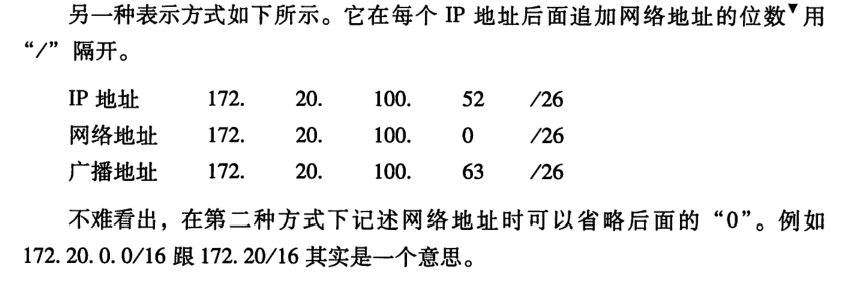 另一种表示方式如下所示。它在每个 IP 地址后面追加网络地址的位数▼用
“/”隔开。
IP 地址 172. 20. 100. 52 /26
网络地址 172. 20. 100. 0 /26
广播地址 172. 20. 100. 63 /26
不难看出，在第二种方式下记述网络地址时可以省略后面的“0”。例如
172. 20. 0. 0/16 跟 172. 20/16 其实是一个意思。